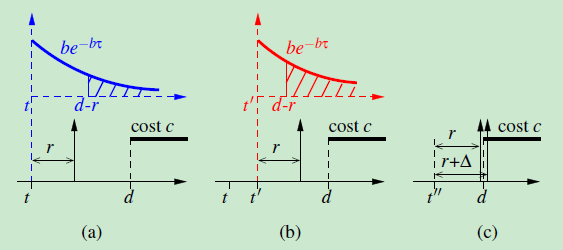 be^{−bτ}
t
d-r
r
cost c
t
d
(a)
be^{−bτ}
t′
d-r
r
cost c
t
t′
d
(b)
r
cost c
r+Δ
t″
d
(c)